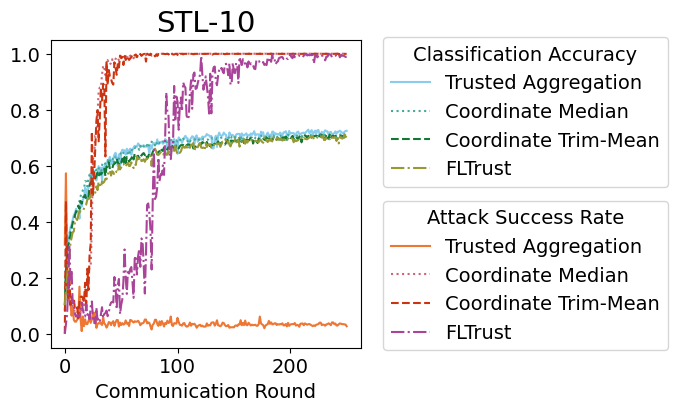 STL-10
1.0
0.8
0.6
0.4
0.2
0.0
0
100
200
Communication Round
Classification Accuracy
Trusted Aggregation
Coordinate Median
Coordinate Trim-Mean
FLTrust
Attack Success Rate
Trusted Aggregation
Coordinate Median
Coordinate Trim-Mean
FLTrust